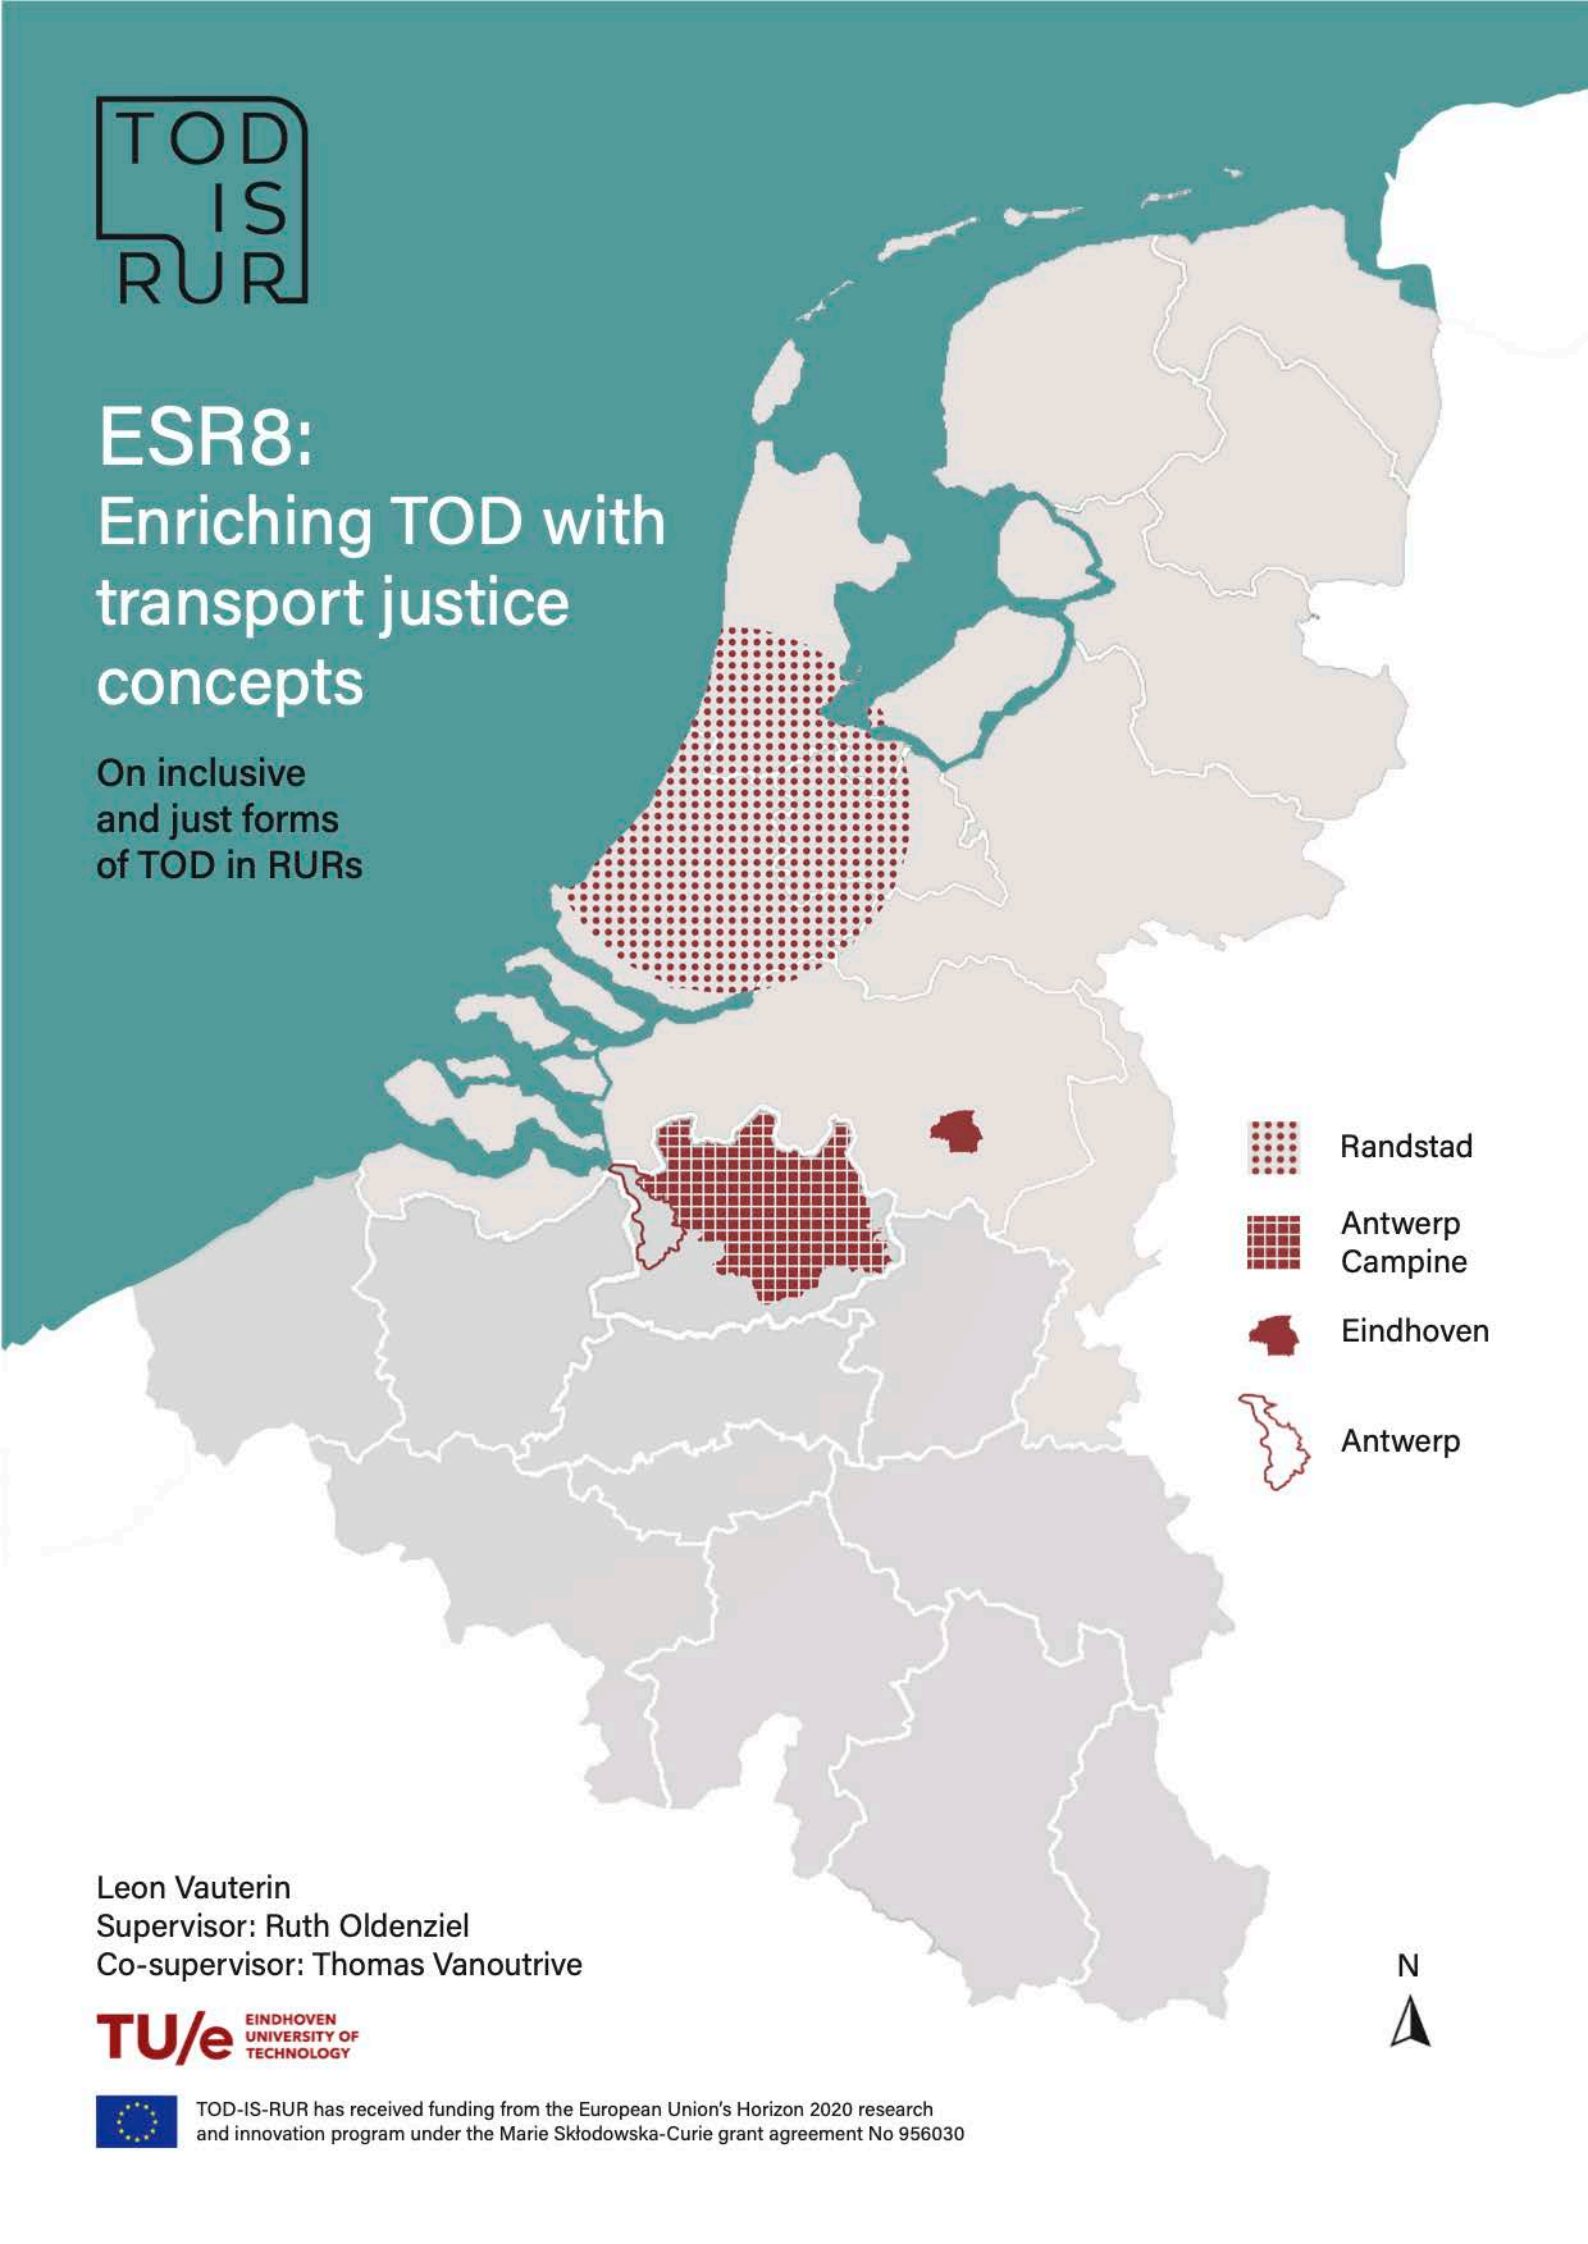 TOD
IS
RUR
ESR8:
Enriching TOD with
transport justice
concepts
On inclusive
and just forms
of TOD in RURs
Randstad
Antwerp
Campine
Eindhoven
Antwerp
Leon Vauterin
Supervisor: Ruth Oldenziel
Co-supervisor: Thomas Vanoutrive
N
TU/e
EINDHOVEN
UNIVERSITY OF
TECHNOLOGY
TOD-IS-RUR has received funding from the European Union's Horizon 2020 research
and innovation program under the Marie Skłodowska-Curie grant agreement No 956030